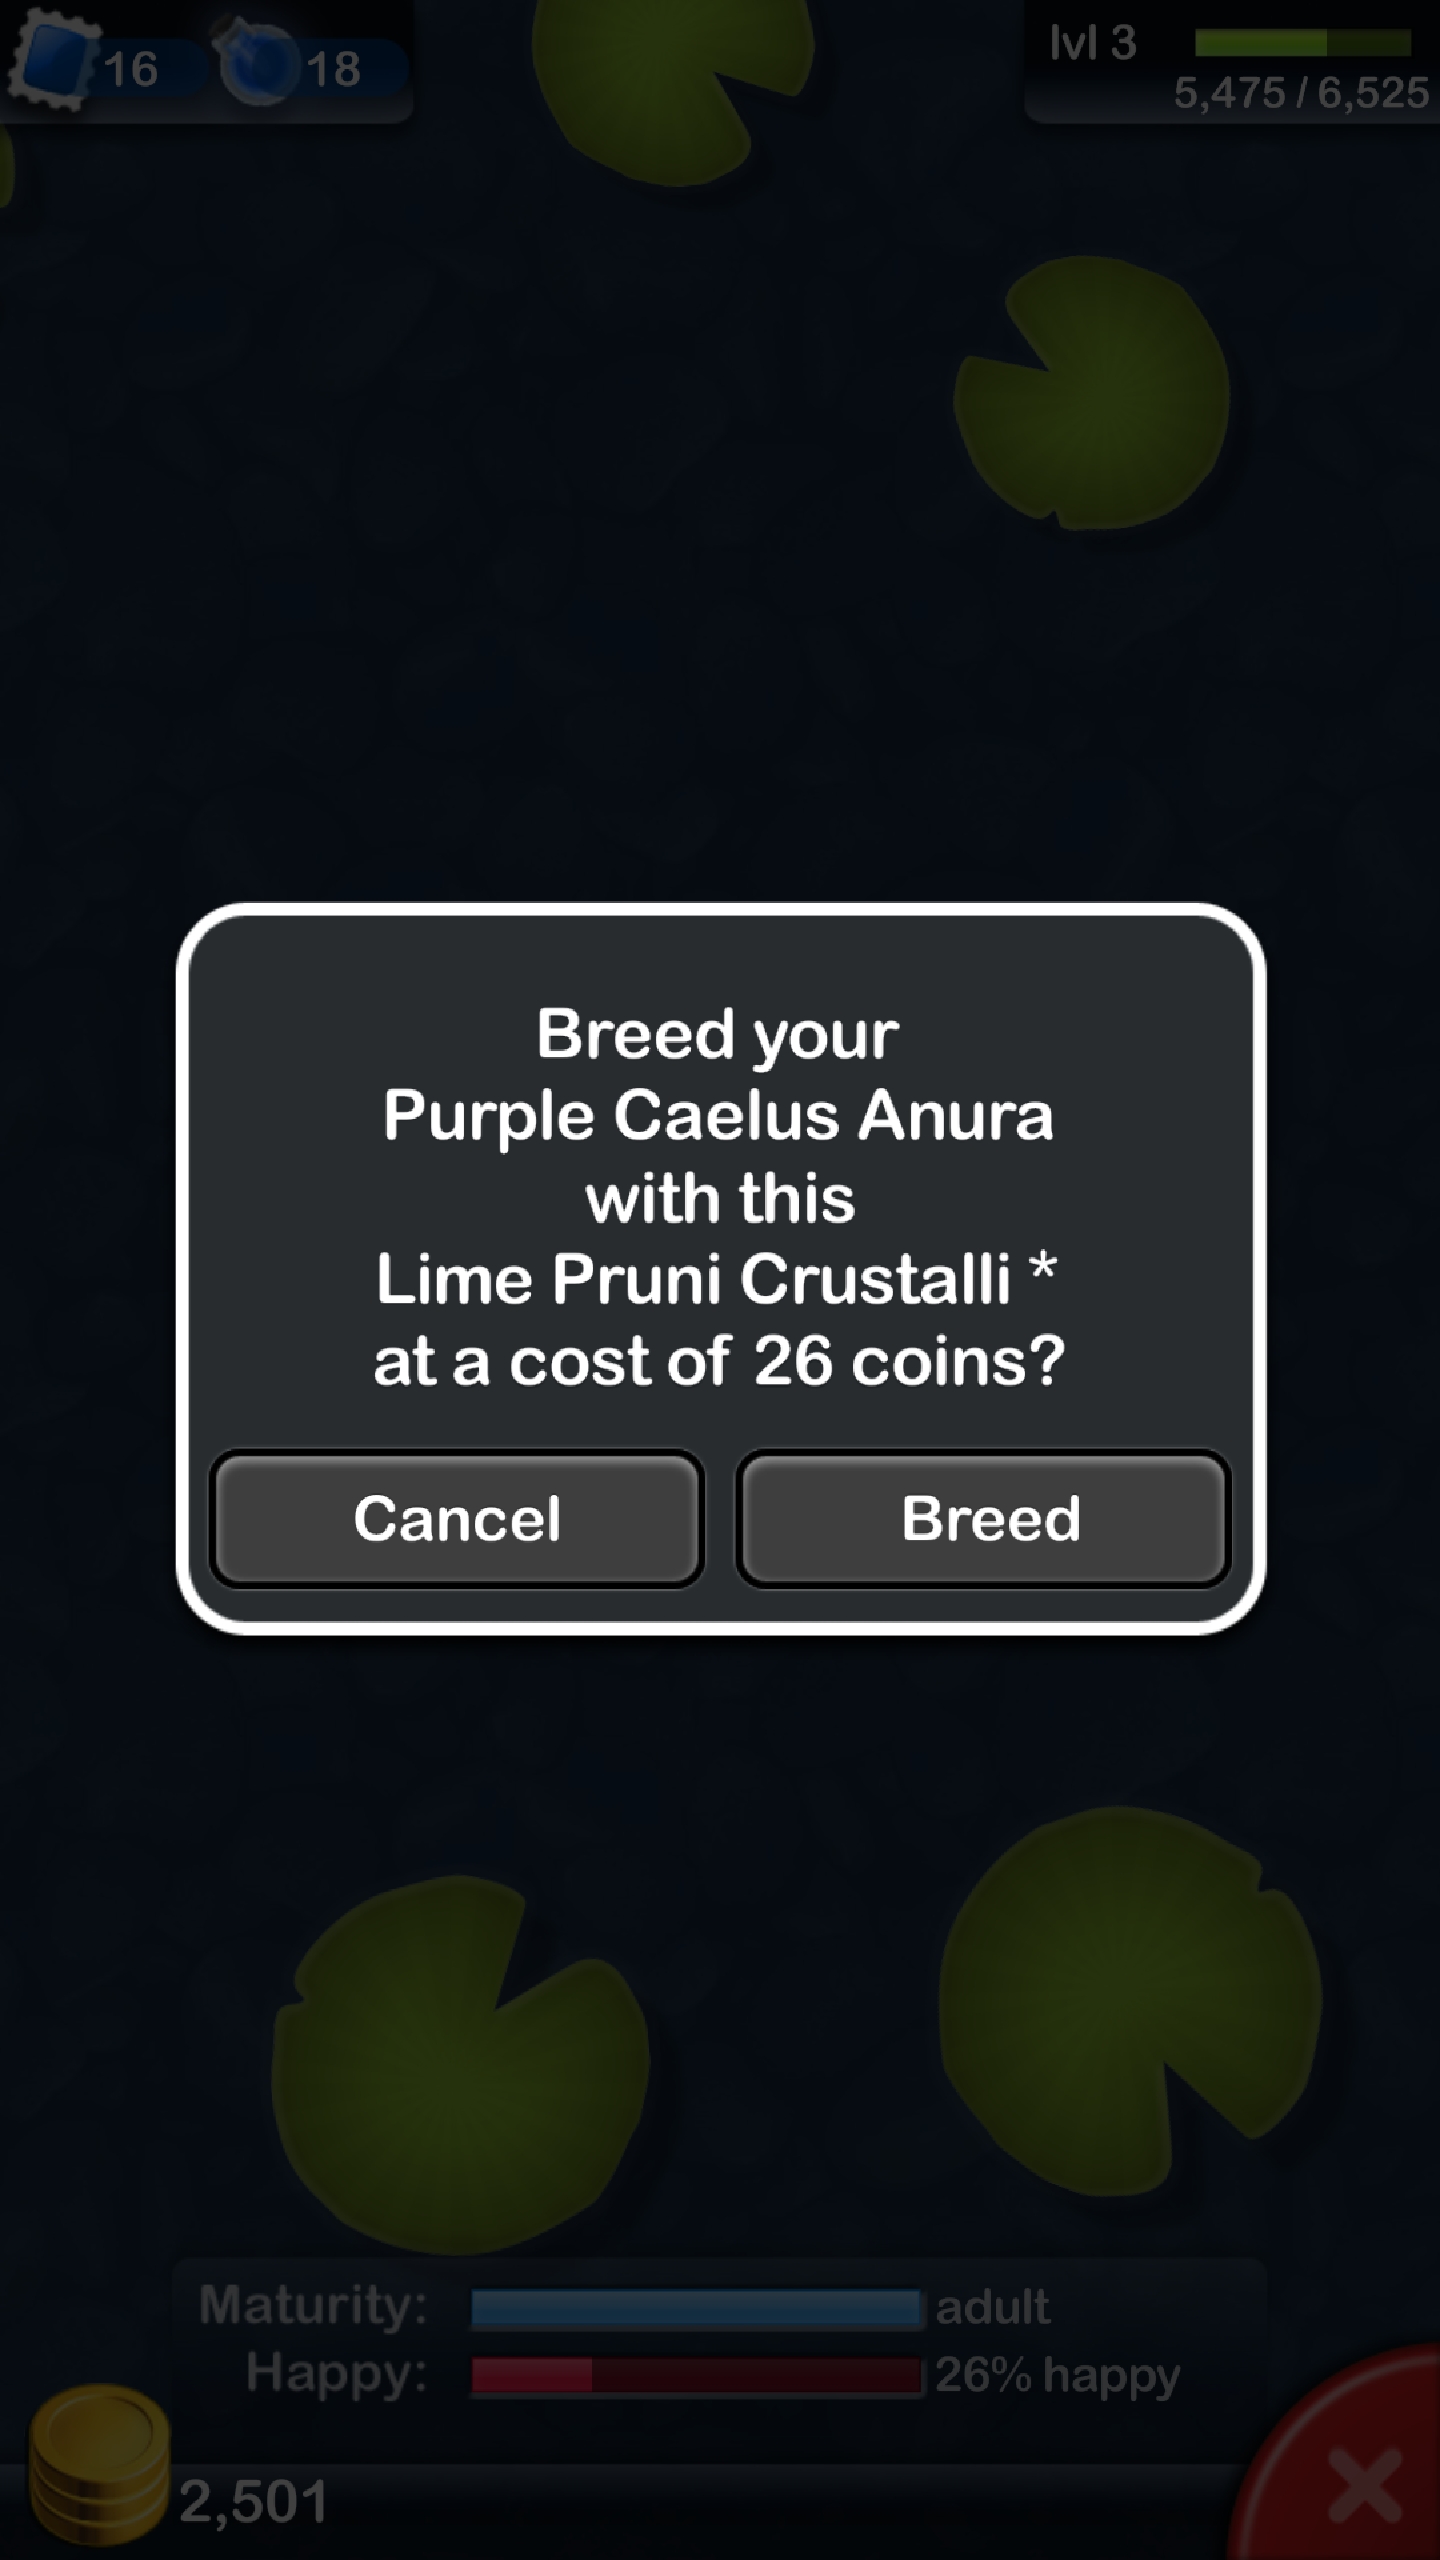 16
18
lvl 3
5,475 / 6,525
Breed your
Purple Caelus Anura
with this
Lime Pruni Crustalli *
at a cost of 26 coins?
Cancel
Breed
Maturity:
adult
Happy:
26% happy
2,501